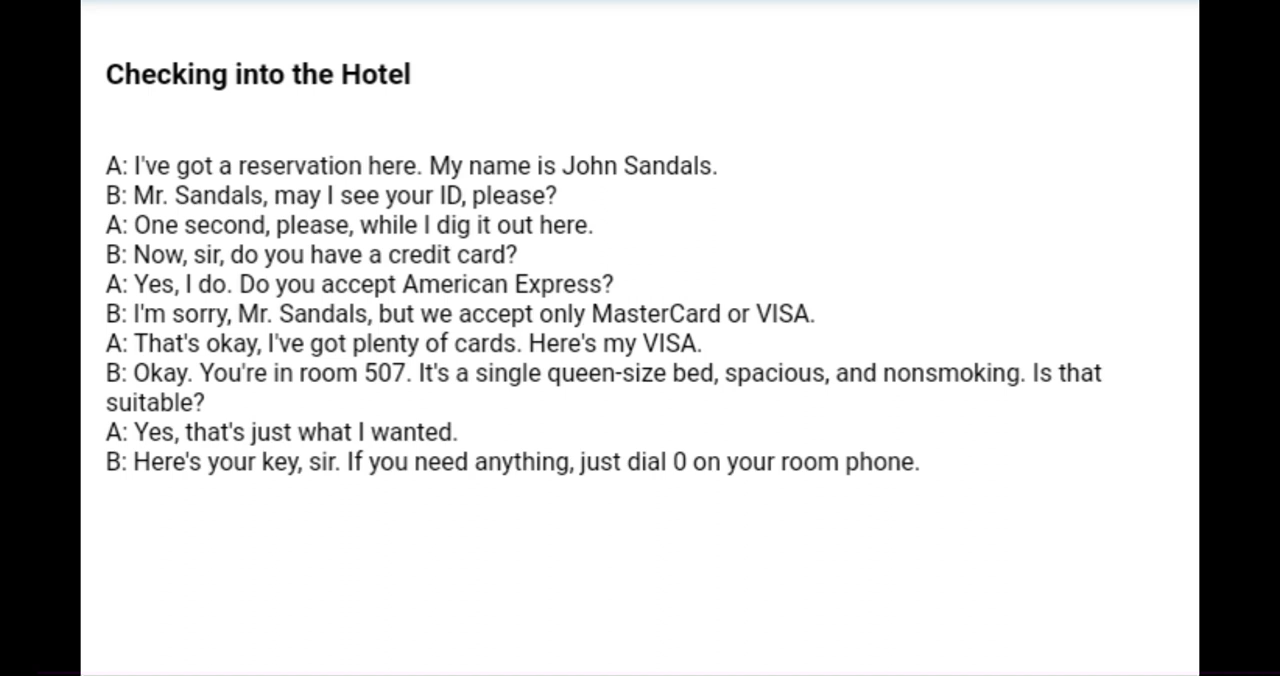 Checking into the Hotel
A: I've got a reservation here. My name is John Sandals.
B: Mr. Sandals, may I see your ID, please?
A: One second, please, while I dig it out here.
B: Now, sir, do you have a credit card?
A: Yes, I do. Do you accept American Express?
B: I'm sorry, Mr. Sandals, but we accept only MasterCard or VISA.
A: That's okay, I've got plenty of cards. Here's my VISA.
B: Okay. You're in room 507. It's a single queen-size bed, spacious, and nonsmoking. Is that
suitable?
A: Yes, that's just what I wanted.
B: Here's your key, sir. If you need anything, just dial 0 on your room phone.